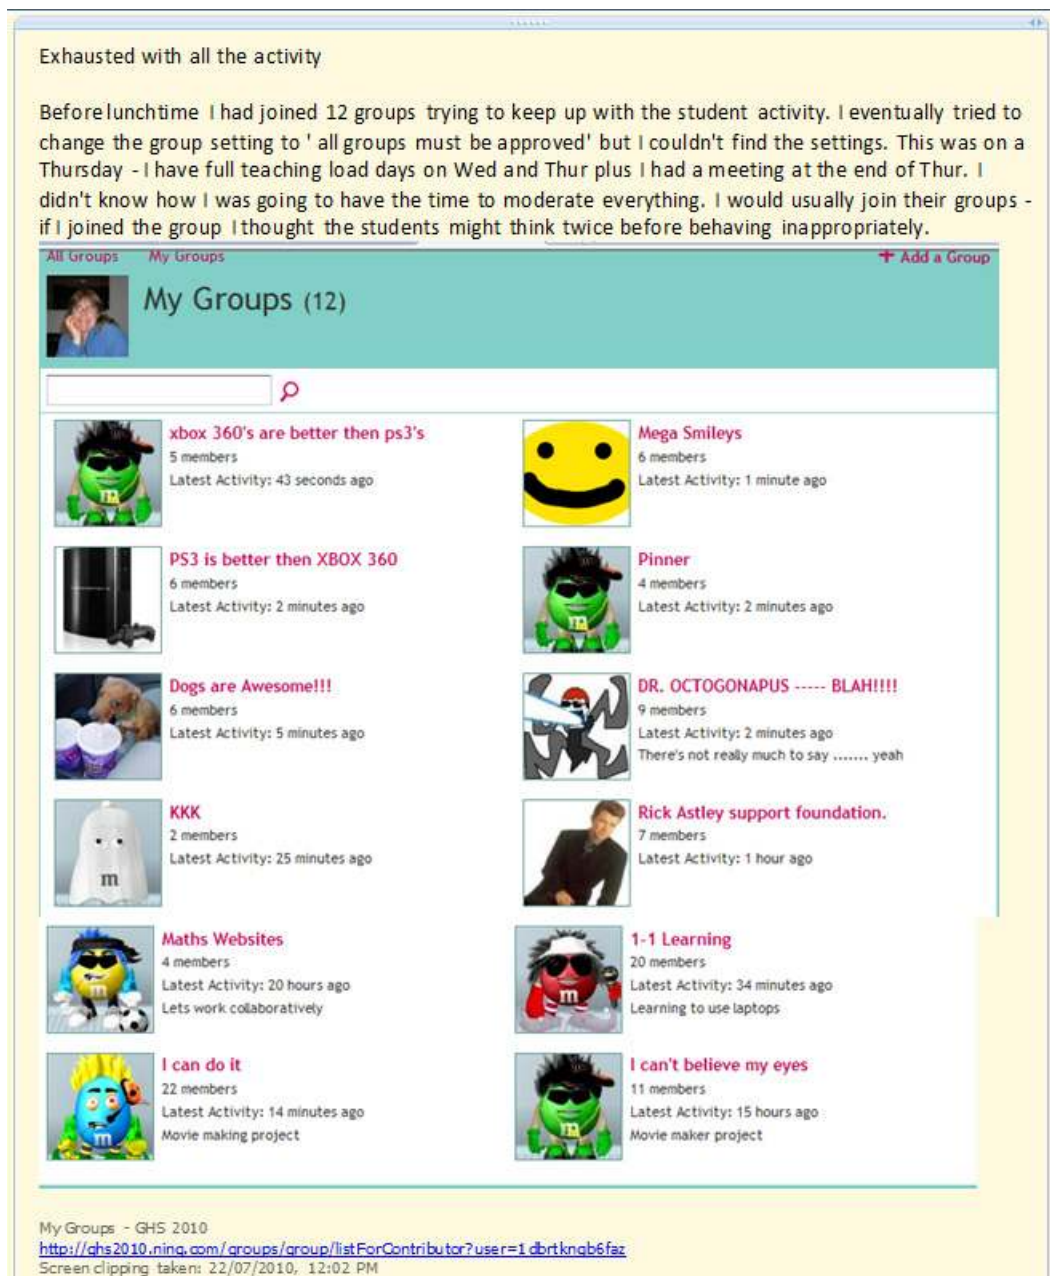 Exhausted with all the activity
Before lunchtime I had joined 12 groups trying to keep up with the student activity. I eventually tried to
change the group setting to ' all groups must be approved' but I couldn't find the settings. This was on a
Thursday - I have full teaching load days on Wed and Thur plus I had a meeting at the end of Thur. I
didn't know how I was going to have the time to moderate everything. I would usually join their groups -
if I joined the group I thought the students might think twice before behaving inappropriately.
All Groups My Groups + Add a Group
My Groups (12)
xbox 360's are better then ps3's
5 members
Latest Activity: 43 seconds ago
Mega Smileys
6 members
Latest Activity: 1 minute ago
PS3 is better then XBOX 360
6 members
Latest Activity: 2 minutes ago
Pinner
4 members
Latest Activity: 2 minutes ago
Dogs are Awesome!!!
6 members
Latest Activity: 5 minutes ago
DR. OCTOGONAPUS ----- BLAH!!!!
9 members
Latest Activity: 2 minutes ago
There's not really much to say ....... yeah
KKK
2 members
Latest Activity: 25 minutes ago
m
Rick Astley support foundation.
7 members
Latest Activity: 1 hour ago
Maths Websites
4 members
Latest Activity: 20 hours ago
Lets work collaboratively
1-1 Learning
20 members
Latest Activity: 34 minutes ago
Learning to use laptops
m
I can do it
22 members
Latest Activity: 14 minutes ago
Movie making project
m
I can't believe my eyes
11 members
Latest Activity: 15 hours ago
Movie maker project
My Groups - GHS 2010
http://ghs2010.ning.com/groups/group/listForContributor?user=1dbrtknqb6faz
Screen clipping taken: 22/07/2010, 12:02 PM